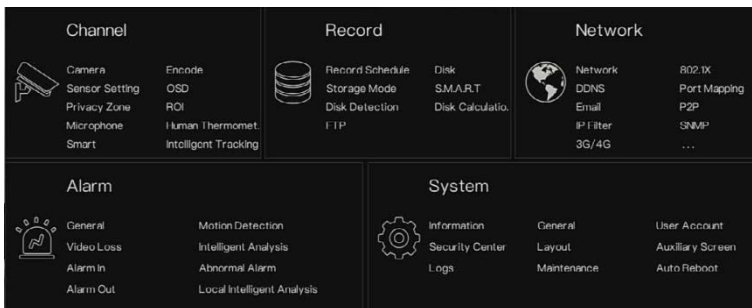 Channel
Camera Encode
Sensor Setting OSD
Privacy Zone ROI
Microphone Human Thermomet.
Smart Intelligent Tracking
Record
Record Schedule Disk
Storage Mode S.M.A.R.T
Disk Detection Disk Calculatio.
FTP
Network
Network 802.1X
DDNS Port Mapping
Email P2P
IP Filter SNMP
3G/4G ...
Alarm
General Motion Detection
Video Loss Intelligent Analysis
Alarm In Abnormal Alarm
Alarm Out Local Intelligent Analysis
System
Information General User Account
Security Center Layout Auxiliary Screen
Logs Maintenance Auto Reboot